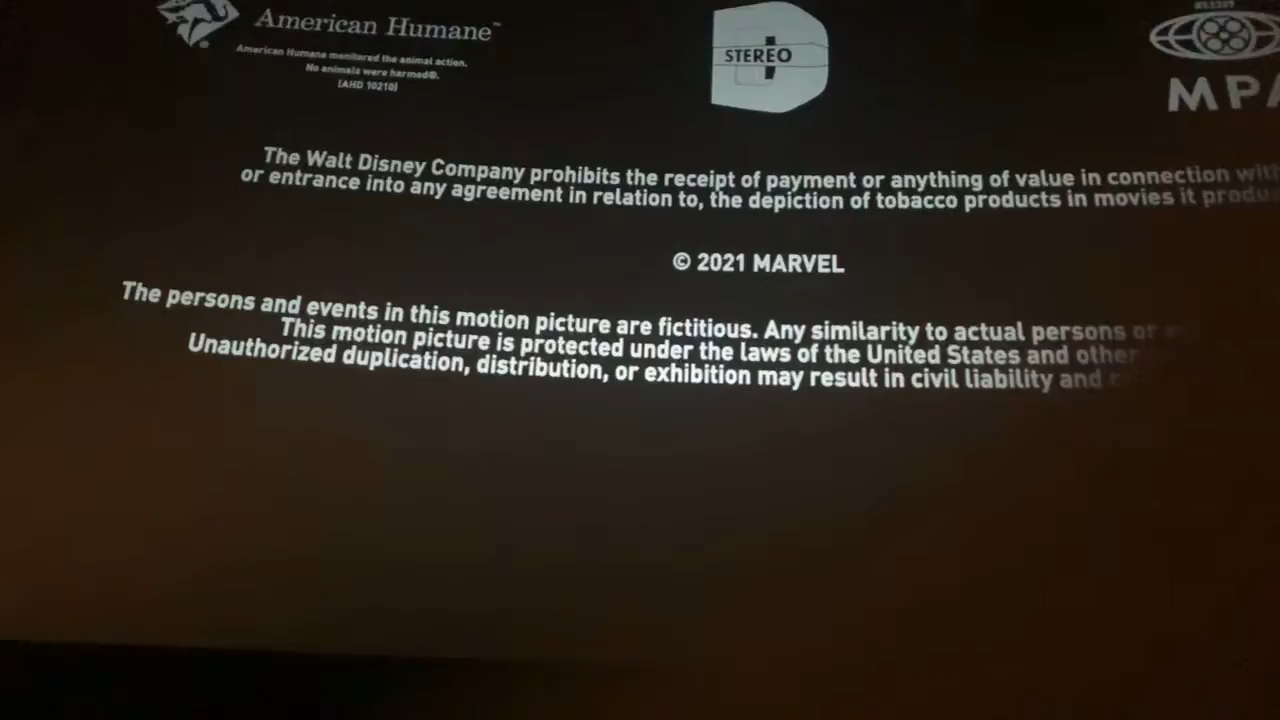 American Humane™
American Humane monitored the animal action.
No animals were harmed®.
(AHD 10210)
STEREO
MPA
The Walt Disney Company prohibits the receipt of payment or anything of value in connection with
or entrance into any agreement in relation to, the depiction of tobacco products in movies it
© 2021 MARVEL
The persons and events in this motion picture are fictitious. Any similarity to actual persons or
This motion picture is protected under the laws of the United States and other
Unauthorized duplication, distribution, or exhibition may result in civil liability and